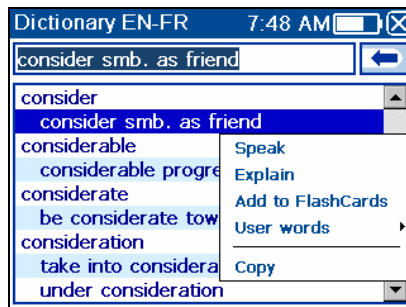 Dictionary EN-FR 7:48 AM
consider smb. as friend
consider
consider smb. as friend
considerable
considerable progre
considerate
be considerate tow
consideration
take into considera
under consideration
Speak
Explain
Add to FlashCards
User words
Copy